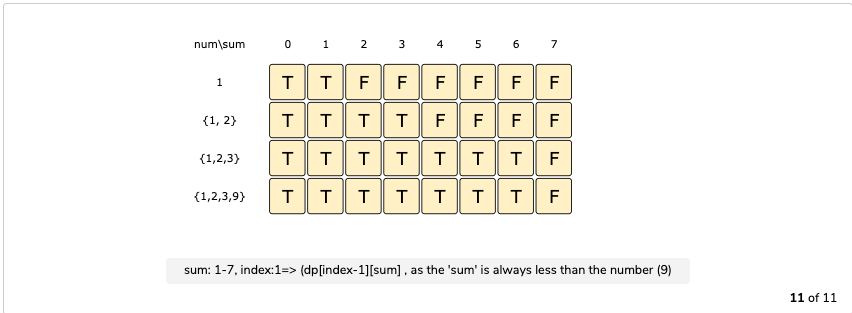 num\sum 0 1 2 3 4 5 6 7
1 T T F F F F F F
{1, 2} T T T T F F F F
{1,2,3} T T T T T T T F
{1,2,3,9} T T T T T T T F
sum: 1-7, index:1=> (dp[index-1][sum] , as the 'sum' is always less than the number (9)
11 of 11